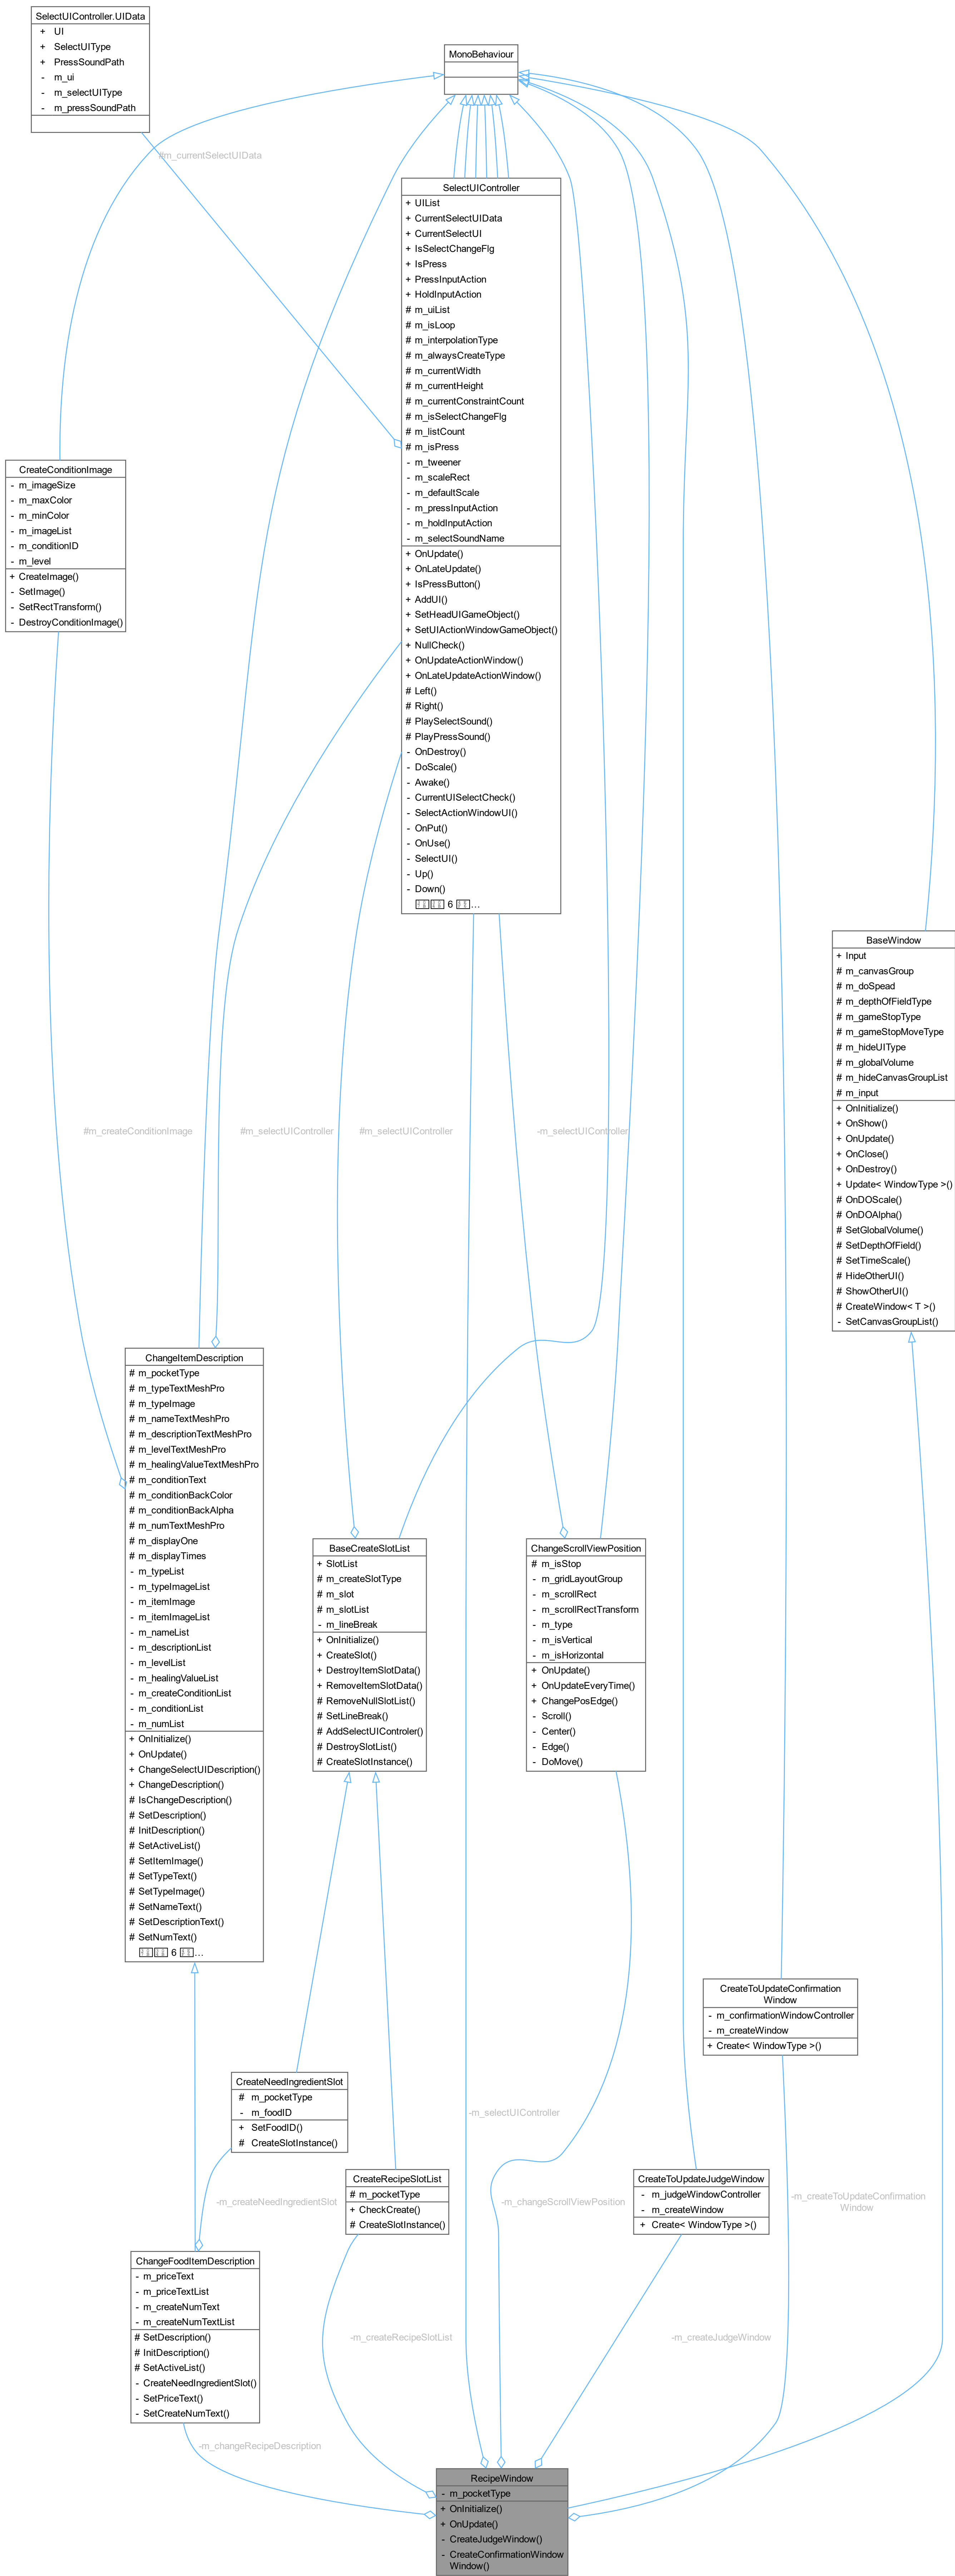 SelectUIController.UIData
+ UI
+ SelectUIType
+ PressSoundPath
- m_ui
- m_selectUIType
- m_pressSoundPath
MonoBehaviour
#m_currentSelectUIData
SelectUIController
+ UIList
+ CurrentSelectUIData
+ CurrentSelectUI
+ IsSelectChangeFlg
+ IsPress
+ PressInputAction
+ HoldInputAction
# m_uiList
# m_isLoop
# m_interpolationType
# m_alwaysCreateType
# m_currentWidth
# m_currentHeight
# m_currentConstraintCount
# m_isSelectChangeFlg
# m_listCount
# m_isPress
- m_tweener
- m_scaleRect
- m_defaultScale
- m_pressInputAction
- m_holdInputAction
- m_selectSoundName
+ OnUpdate()
+ OnLateUpdate()
+ IsPressButton()
+ AddUI()
+ SetHeadUIGameObject()
+ SetUIActionWindowGameObject()
+ NullCheck()
+ OnUpdateActionWindow()
+ OnLateUpdateActionWindow()
# Left()
# Right()
# PlaySelectSound()
# PlayPressSound()
- OnDestroy()
- DoScale()
- Awake()
- CurrentUISelectCheck()
- SelectActionWindowUI()
- OnPut()
- OnUse()
- SelectUI()
- Up()
- Down()
6 ...
CreateConditionImage
- m_imageSize
- m_maxColor
- m_minColor
- m_imageList
- m_conditionID
- m_level
+ CreateImage()
- SetImage()
- SetRectTransform()
- DestroyConditionImage()
BaseWindow
+ Input
# m_canvasGroup
# m_doSpead
# m_depthOfFieldType
# m_gameStopType
# m_gameStopMoveType
# m_hideUIType
# m_globalVolume
# m_hideCanvasGroupList
# m_input
+ OnInitialize()
+ OnShow()
+ OnUpdate()
+ OnClose()
+ OnDestroy()
+ Update< WindowType >()
# OnDOScale()
# OnDOAlpha()
# SetGlobalVolume()
# SetDepthOfField()
# SetTimeScale()
# HideOtherUI()
# ShowOtherUI()
# CreateWindow< T >()
- SetCanvasGroupList()
#m_createConditionImage
#m_selectUIController
#m_selectUIController
-m_selectUIController
ChangeItemDescription
# m_pocketType
# m_typeTextMeshPro
# m_typeImage
# m_nameTextMeshPro
# m_descriptionTextMeshPro
# m_levelTextMeshPro
# m_healingValueTextMeshPro
# m_conditionText
# m_conditionBackColor
# m_conditionBackAlpha
# m_numTextMeshPro
# m_displayOne
# m_displayTimes
- m_typeList
- m_typeImageList
- m_itemImage
- m_itemImageList
- m_nameList
- m_descriptionList
- m_levelList
- m_healingValueList
- m_createConditionList
- m_conditionList
- m_numList
+ OnInitialize()
+ OnUpdate()
+ ChangeSelectUIDescription()
+ ChangeDescription()
# IsChangeDescription()
# SetDescription()
# InitDescription()
# SetActiveList()
# SetItemImage()
# SetTypeText()
# SetTypeImage()
# SetNameText()
# SetDescriptionText()
# SetNumText()
6 ...
BaseCreateSlotList
+ SlotList
# m_createSlotType
# m_slot
# m_slotList
- m_lineBreak
+ OnInitialize()
+ CreateSlot()
+ DestroyItemSlotData()
+ RemoveItemSlotData()
# RemoveNullSlotList()
# SetLineBreak()
# AddSelectUIControler()
# DestroySlotList()
# CreateSlotInstance()
ChangeScrollViewPosition
# m_isStop
- m_gridLayoutGroup
- m_scrollRect
- m_scrollRectTransform
- m_type
- m_isVertical
- m_isHorizontal
+ OnUpdate()
+ OnUpdateEveryTime()
+ ChangePosEdge()
- Scroll()
- Center()
- Edge()
- DoMove()
CreateToUpdateConfirmation
Window
- m_confirmationWindowController
- m_createWindow
+ Create< WindowType >()
CreateNeedIngredientSlot
# m_pocketType
- m_foodID
+ SetFoodID()
# CreateSlotInstance()
-m_selectUIController
CreateRecipeSlotList
# m_pocketType
+ CheckCreate()
# CreateSlotInstance()
CreateToUpdateJudgeWindow
- m_judgeWindowController
- m_createWindow
+ Create< WindowType >()
-m_createNeedIngredientSlot
-m_changeScrollViewPosition
-m_createToUpdateConfirmation
Window
ChangeFoodItemDescription
- m_priceText
- m_priceTextList
- m_createNumText
- m_createNumTextList
# SetDescription()
# InitDescription()
# SetActiveList()
- CreateNeedIngredientSlot()
- SetPriceText()
- SetCreateNumText()
-m_createRecipeSlotList
-m_createJudgeWindow
-m_changeRecipeDescription
RecipeWindow
- m_pocketType
+ OnInitialize()
+ OnUpdate()
- CreateJudgeWindow()
- CreateConfirmationWindow
Window()